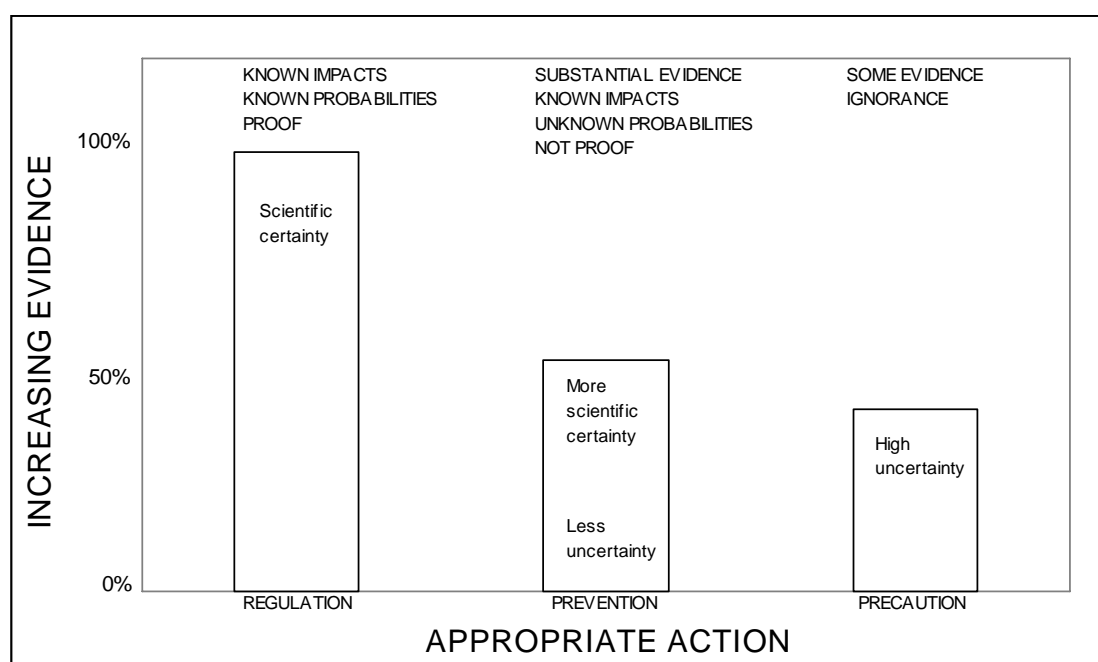 KNOWN IMPACTS
KNOWN PROBABILITIES
PROOF
SUBSTANTIAL EVIDENCE
KNOWN IMPACTS
UNKNOWN PROBABILITIES
NOT PROOF
SOME EVIDENCE
IGNORANCE
INCREASING EVIDENCE
100%
50%
0%
Scientific
certainty
More
scientific
certainty
Less
uncertainty
High
uncertainty
REGULATION
PREVENTION
PRECAUTION
APPROPRIATE ACTION